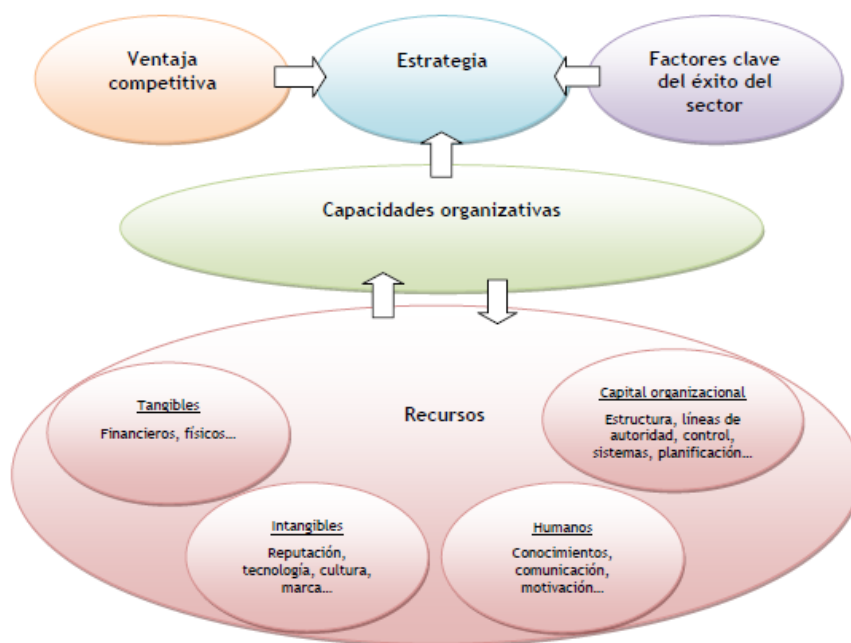 Ventaja
competitiva
Estrategia
Factores clave
del éxito del
sector
Capacidades organizativas
Recursos
Tangibles
Financieros, físicos...
Capital organizacional
Estructura, líneas de
autoridad, control,
sistemas, planificación...
Intangibles
Reputación,
tecnología, cultura,
marca...
Humanos
Conocimientos,
comunicación,
motivación...